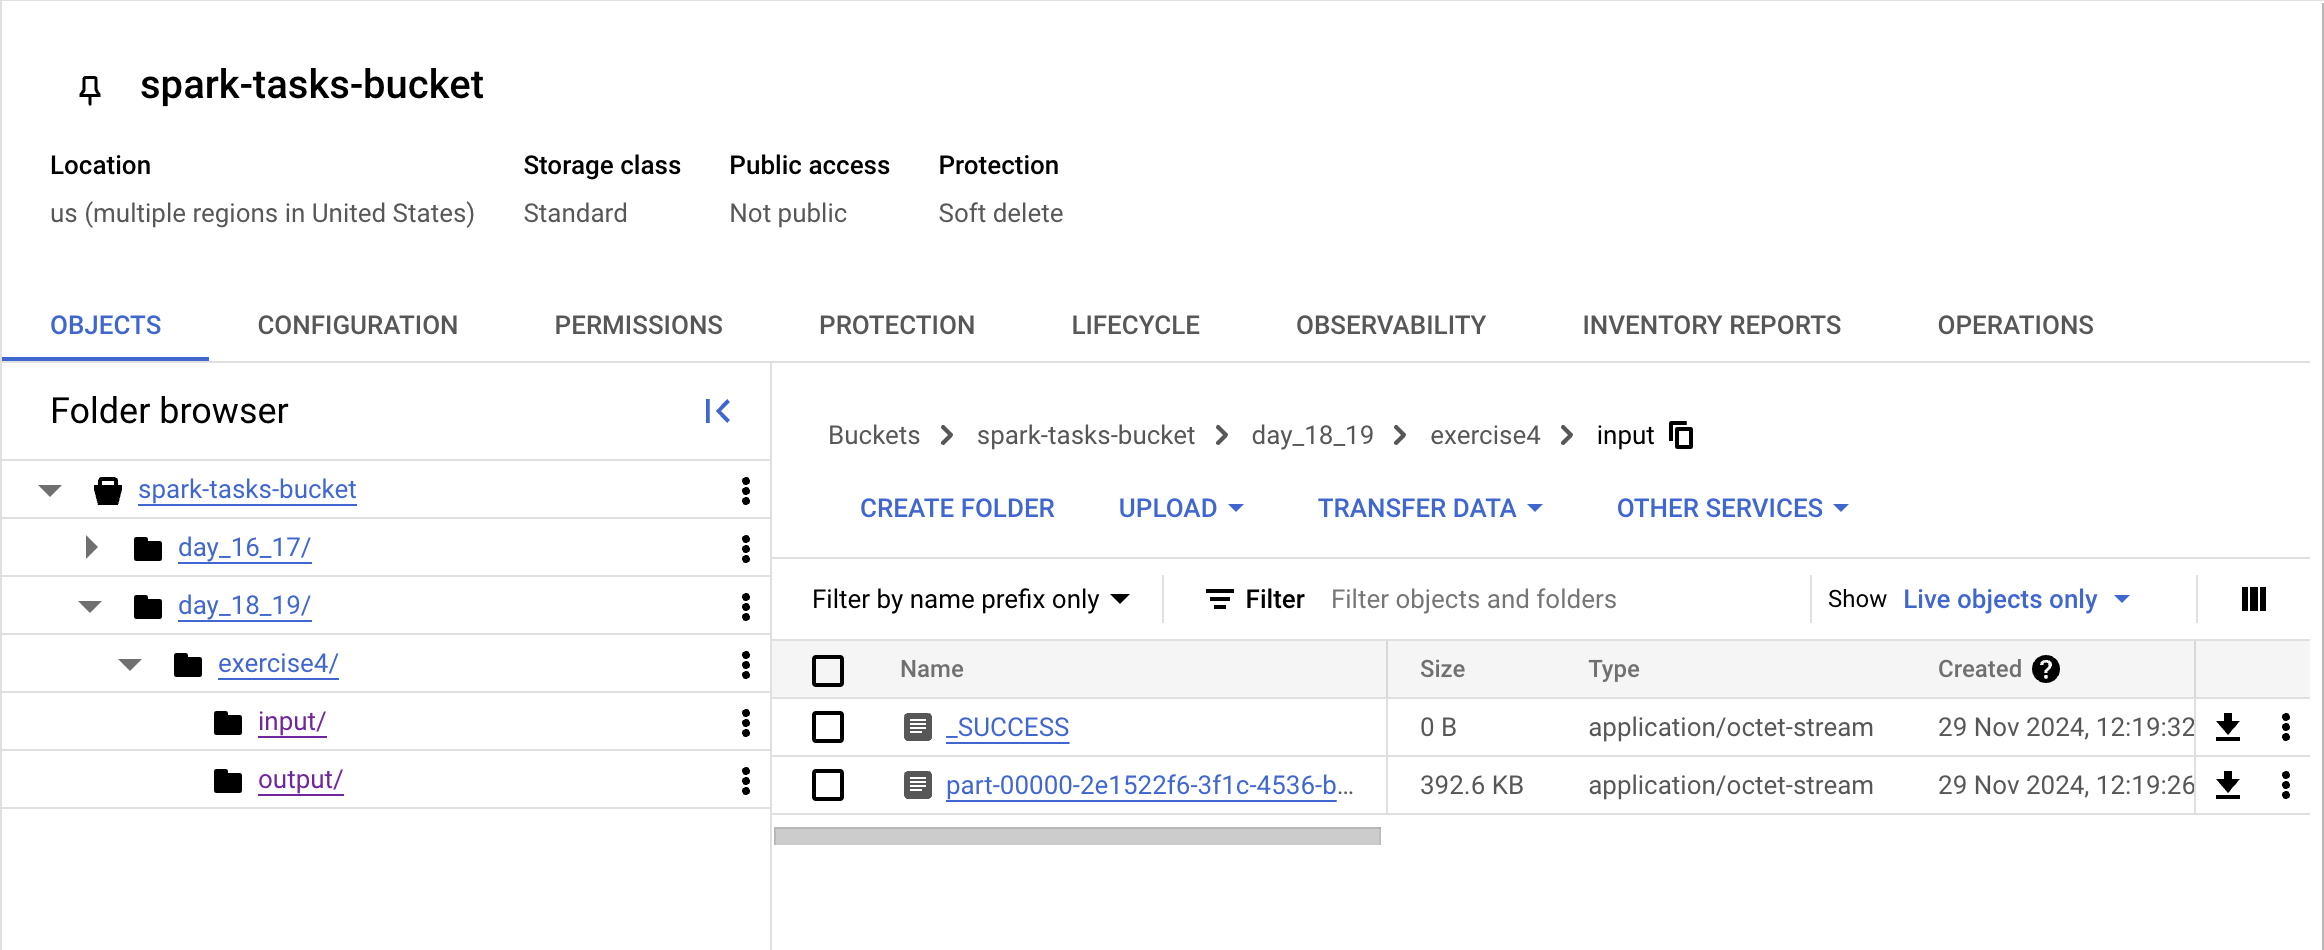 spark-tasks-bucket
Location Storage class Public access Protection
us (multiple regions in United States) Standard Not public Soft delete
OBJECTS CONFIGURATION PERMISSIONS PROTECTION LIFECYCLE OBSERVABILITY INVENTORY REPORTS OPERATIONS
Folder browser
spark-tasks-bucket
day_16_17/
day_18_19/
exercise4/
input/
output/
Buckets > spark-tasks-bucket > day_18_19 > exercise4 > input
CREATE FOLDER UPLOAD TRANSFER DATA OTHER SERVICES
Filter by name prefix only Filter Filter objects and folders Show Live objects only
Name Size Type Created ?
_SUCCESS 0 B application/octet-stream 29 Nov 2024, 12:19:32
part-00000-2e1522f6-3f1c-4536-b... 392.6 KB application/octet-stream 29 Nov 2024, 12:19:26